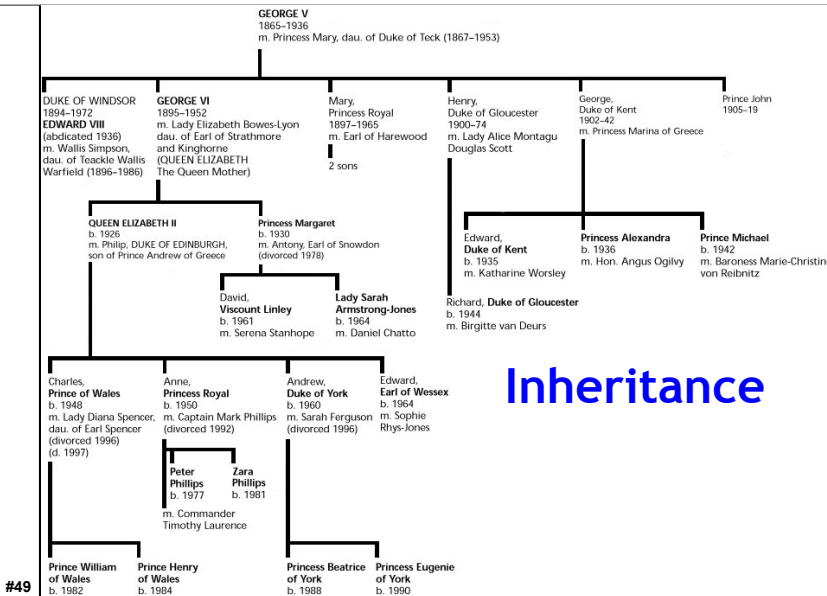 GEORGE V
1865–1936
m. Princess Mary, dau. of Duke of Teck (1867–1953)
DUKE OF WINDSOR
1894–1972
EDWARD VIII
(abdicated 1936)
m. Wallis Simpson,
dau. of Teackle Wallis
Warfield (1896–1986)
GEORGE VI
1895–1952
m. Lady Elizabeth Bowes-Lyon
dau. of Earl of Strathmore
and Kinghorne
(QUEEN ELIZABETH
The Queen Mother)
Mary,
Princess Royal
1897–1965
m. Earl of Harewood
2 sons
Henry,
Duke of Gloucester
1900–74
m. Lady Alice Montagu
Douglas Scott
George,
Duke of Kent
1902–42
m. Princess Marina of Greece
Prince John
1905–19
QUEEN ELIZABETH II
b. 1926
m. Philip, DUKE OF EDINBURGH,
son of Prince Andrew of Greece
Princess Margaret
b. 1930
m. Antony, Earl of Snowdon
(divorced 1978)
Edward,
Duke of Kent
b. 1935
m. Katharine Worsley
Princess Alexandra
b. 1936
m. Hon. Angus Ogilvy
Prince Michael
b. 1942
m. Baroness Marie-Christine
von Reibnitz
David,
Viscount Linley
b. 1961
m. Serena Stanhope
Lady Sarah
Armstrong-Jones
b. 1964
m. Daniel Chatto
Richard, Duke of Gloucester
b. 1944
m. Birgitte van Deurs
Inheritance
Charles,
Prince of Wales
b. 1948
m. Lady Diana Spencer,
dau. of Earl Spencer
(divorced 1996)
(d. 1997)
Anne,
Princess Royal
b. 1950
m. Captain Mark Phillips
(divorced 1992)
Andrew,
Duke of York
b. 1960
m. Sarah Ferguson
(divorced 1996)
Edward,
Earl of Wessex
b. 1964
m. Sophie
Rhys-Jones
Peter
Phillips
b. 1977
Zara
Phillips
b. 1981
m. Commander
Timothy Laurence
Prince William
of Wales
b. 1982
Prince Henry
of Wales
b. 1984
Princess Beatrice
of York
b. 1988
Princess Eugenie
of York
b. 1990
#49